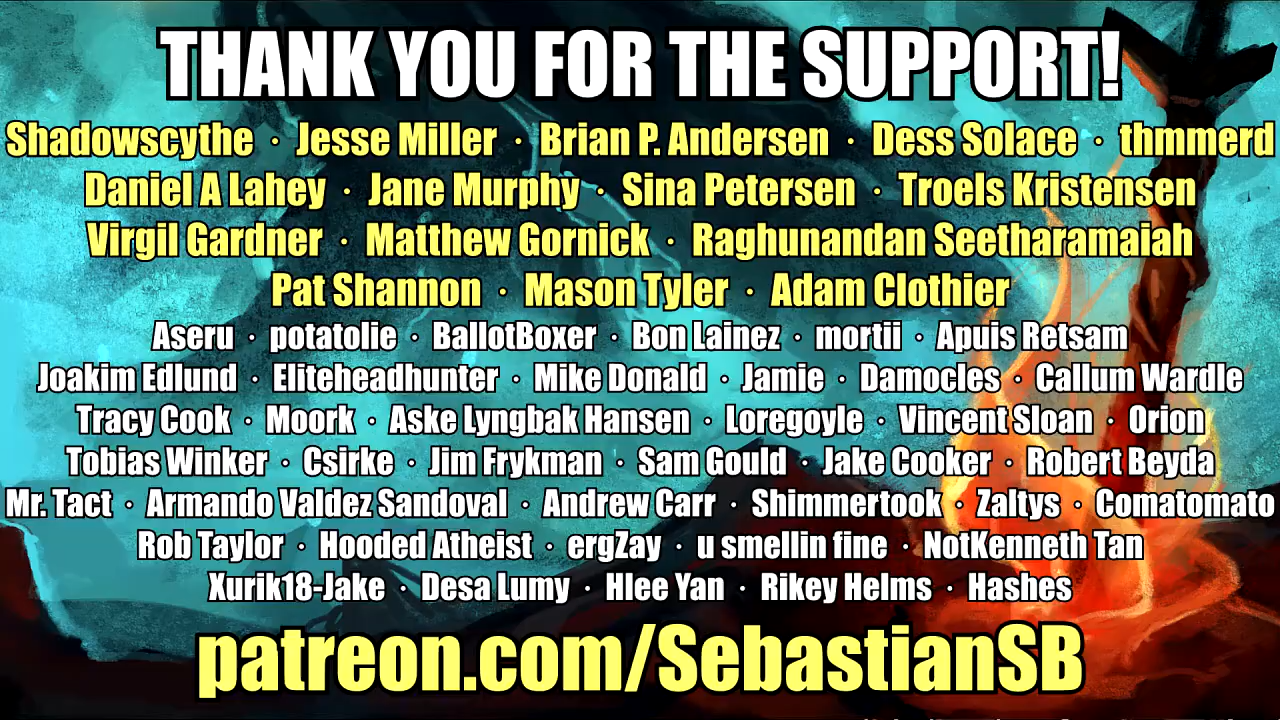 THANK YOU FOR THE SUPPORT!
Shadowscythe · Jesse Miller · Brian P. Andersen · Dess Solace · thmmerd
Daniel A Lahey · Jane Murphy · Sina Petersen · Troels Kristensen
Virgil Gardner · Matthew Gornick · Raghunandan Seetharamaiah
Pat Shannon · Mason Tyler · Adam Clothier
Aseru · potatolie · BallotBoxer · Bon Lainez · mortii · Apuis Retsam
Joakim Edlund · Eliteheadhunter · Mike Donald · Jamie · Damocles · Callum Wardle
Tracy Cook · Moork · Aske Lyngbak Hansen · Loregoyle · Vincent Sloan · Orion
Tobias Winker · Csirke · Jim Frykman · Sam Gould · Jake Cooker · Robert Beyda
Mr. Tact · Armando Valdez Sandoval · Andrew Carr · Shimmertook · Zaltys · Comatomato
Rob Taylor · Hooded Atheist · ergZay · u smellin fine · NotKenneth Tan
Xurik18-Jake · Desa Lumy · Hlee Yan · Rikey Helms · Hashes
patreon.com/SebastianSB